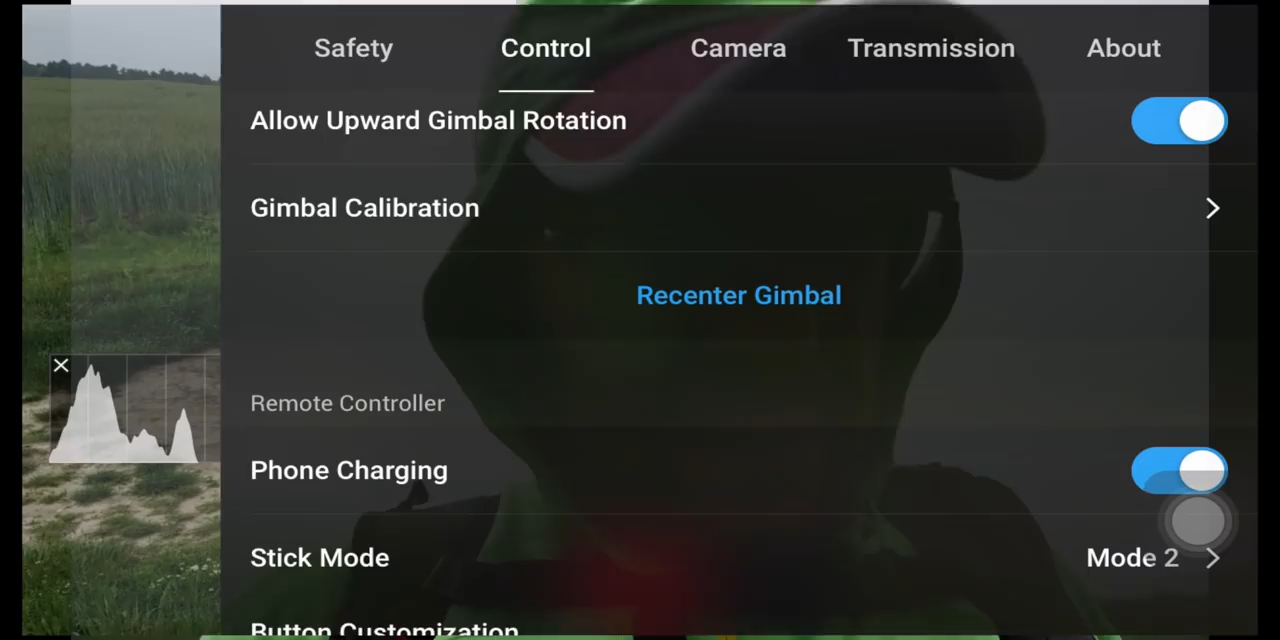 Safety Control Camera Transmission About
Allow Upward Gimbal Rotation
Gimbal Calibration
Recenter Gimbal
Remote Controller
Phone Charging
Stick Mode Mode 2
Button Customization